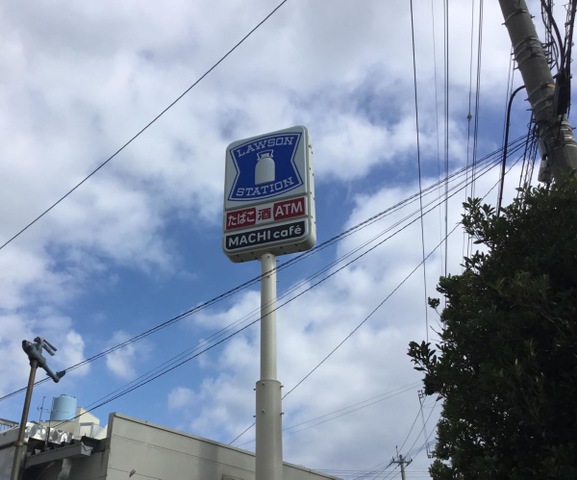 LAWSON
STATION
たばこ 酒 ATM
MACHI café